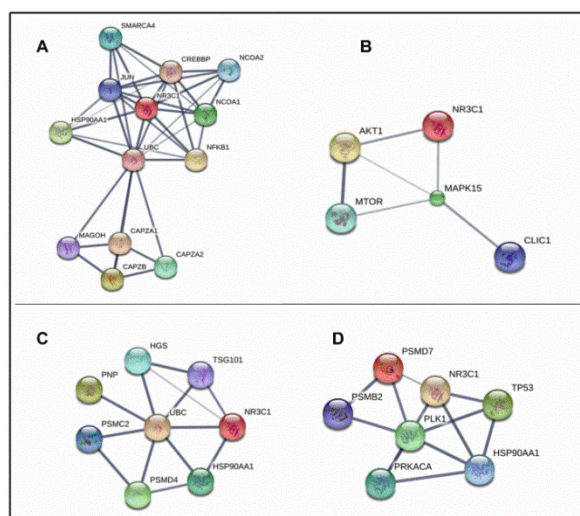 A
SMARCA4
CREBBP
NCOA2
JUN
NR3C1
NCOA1
HSP90AA1
NFKB1
UBC
MAGOH
CAPZA1
CAPZA2
CAPZB
B
NR3C1
AKT1
MAPK15
MTOR
CLIC1
C
HGS
TSG101
PNP
UBC
NR3C1
PSMC2
HSP90AA1
PSMD4
D
PSMD7
NR3C1
TP53
PSMB2
PLK1
HSP90AA1
PRKACA